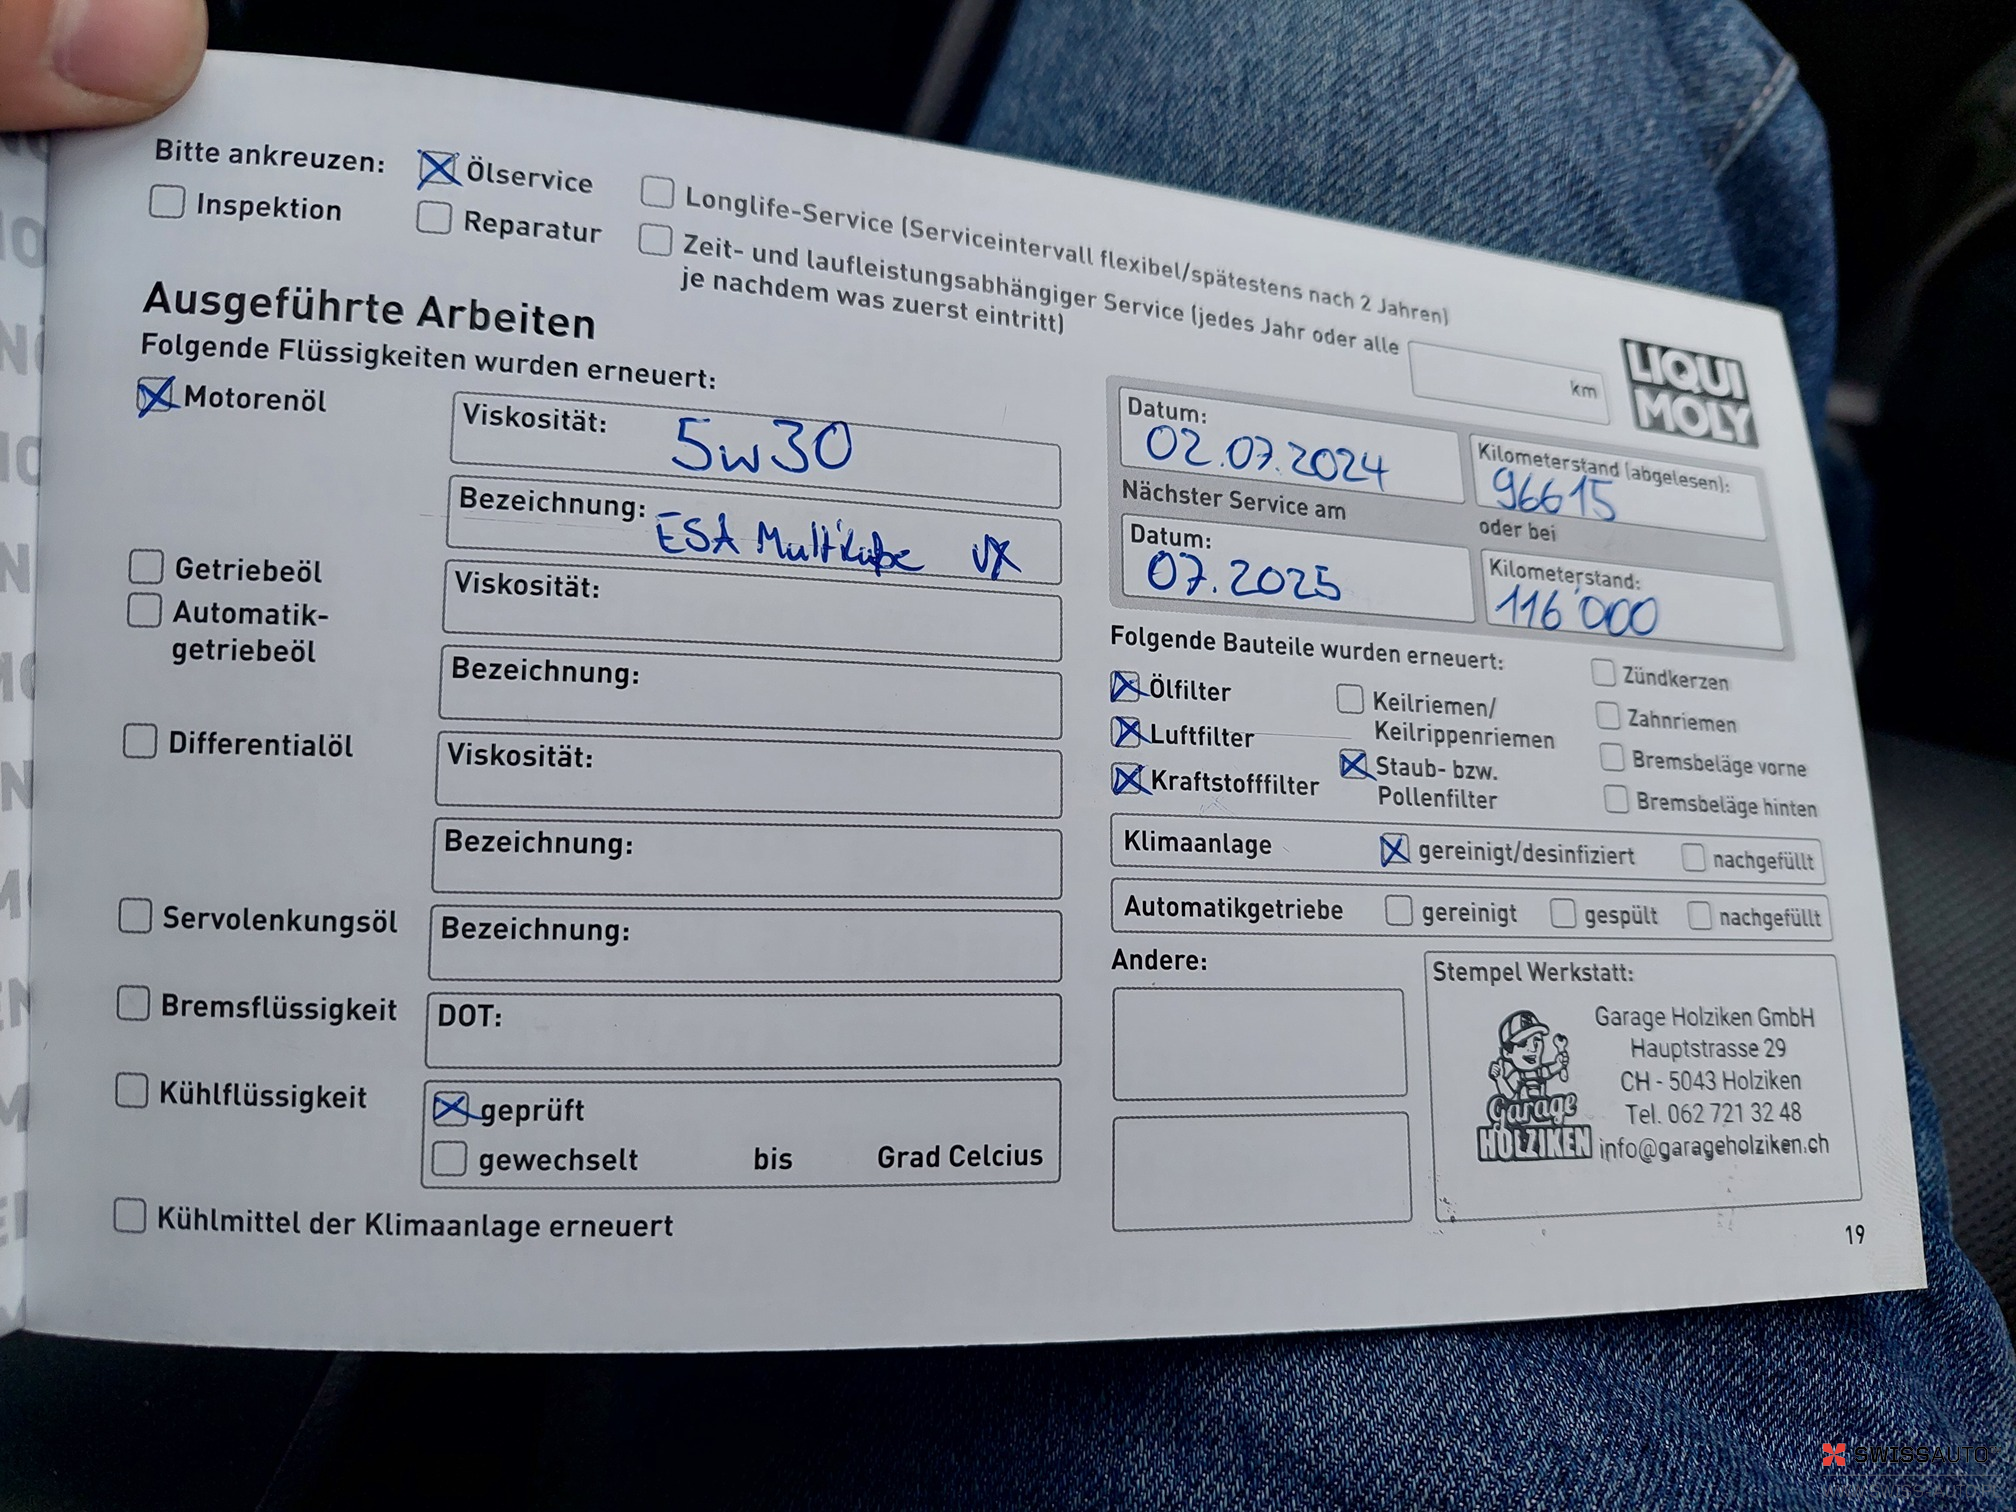 Bitte ankreuzen:
Ölservice
Longlife-Service (Serviceintervall flexibel/spätestens nach 2 Jahren)
Inspektion
Reparatur
Zeit- und laufleistungsabhängiger Service (jedes Jahr oder alle
je nachdem was zuerst eintritt)
km
LIQUI
MOLY
Ausgeführte Arbeiten
Folgende Flüssigkeiten wurden erneuert:
Motorenöl
Viskosität: 5W30
Bezeichnung: ESA
Getriebeöl
Automatik-
getriebeöl
Viskosität:
Bezeichnung:
Differentialöl
Viskosität:
Bezeichnung:
Servolenkungsöl
Bezeichnung:
Bremsflüssigkeit
DOT:
Kühlflüssigkeit
geprüft
gewechselt bis Grad Celcius
Kühlmittel der Klimaanlage erneuert
Datum:
02.07.2024
Kilometerstand (abgelesen):
96615
Nächster Service am
oder bei
Datum:
07.2025
Kilometerstand:
116'000
Folgende Bauteile wurden erneuert:
Ölfilter
Luftfilter
Kraftstofffilter
Keilriemen/
Keilrippenriemen
Staub- bzw.
Pollenfilter
Zündkerzen
Zahnriemen
Bremsbeläge vorne
Bremsbeläge hinten
Klimaanlage gereinigt/desinfiziert nachgefüllt
Automatikgetriebe gereinigt gespült nachgefüllt
Andere:
Stempel Werkstatt:
Garage
HOLZIKEN
Garage Holziken GmbH
Hauptstrasse 29
CH - 5043 Holziken
Tel. 062 721 32 48
info@garageholziken.ch
19
SWISSAUTO